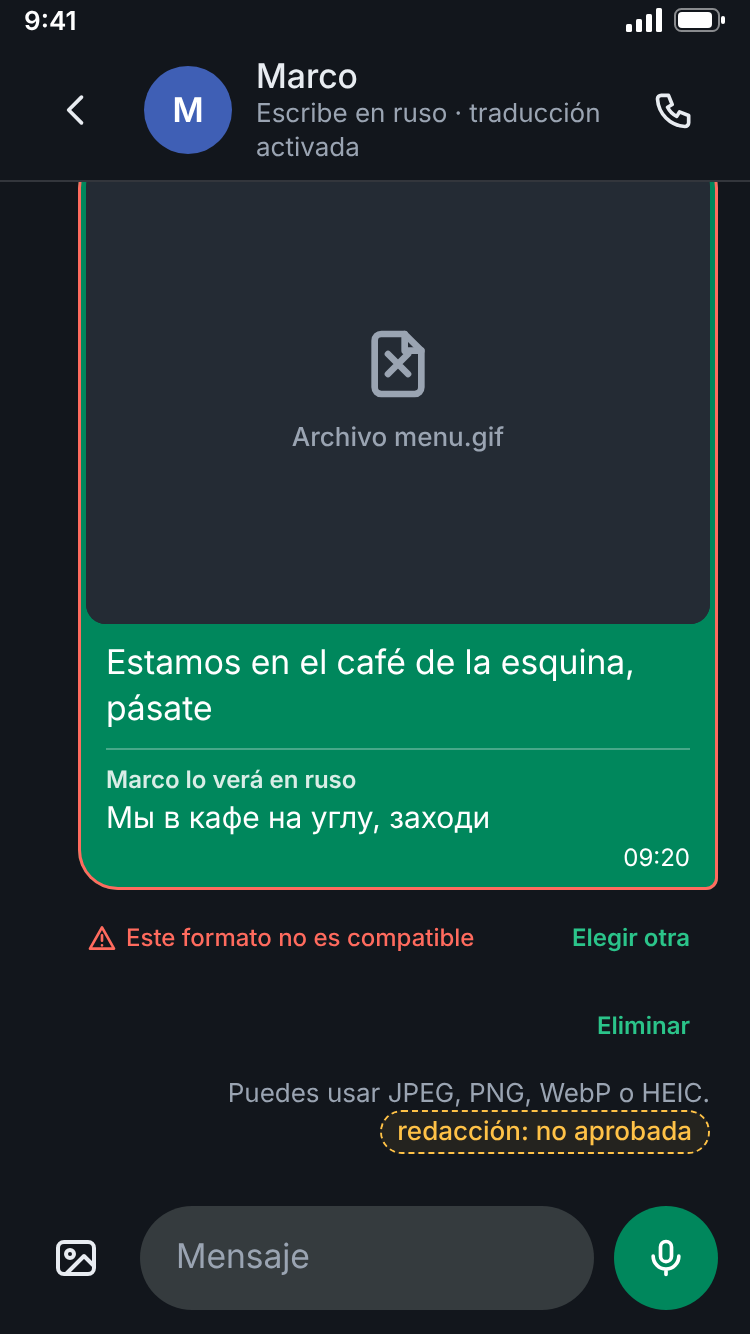 9:41
Marco
M
Escribe en ruso · traducción
activada
Archivo menu.gif
Estamos en el café de la esquina,
pásate
Marco lo verá en ruso
Мы в кафе на углу, заходи
09:20
Este formato no es compatible
Elegir otra
Eliminar
Puedes usar JPEG, PNG, WebP o HEIC.
redacción: no aprobada
Mensaje